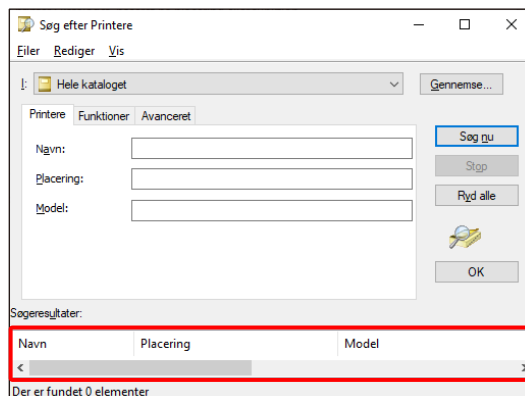 Søg efter Printere
Filer Rediger Vis
I: Hele kataloget Gennemse...
Printere Funktioner Avanceret
Navn:
Placering:
Model:
Søg nu
Stop
Ryd alle
OK
Søgeresultater:
Navn Placering Model
Der er fundet 0 elementer